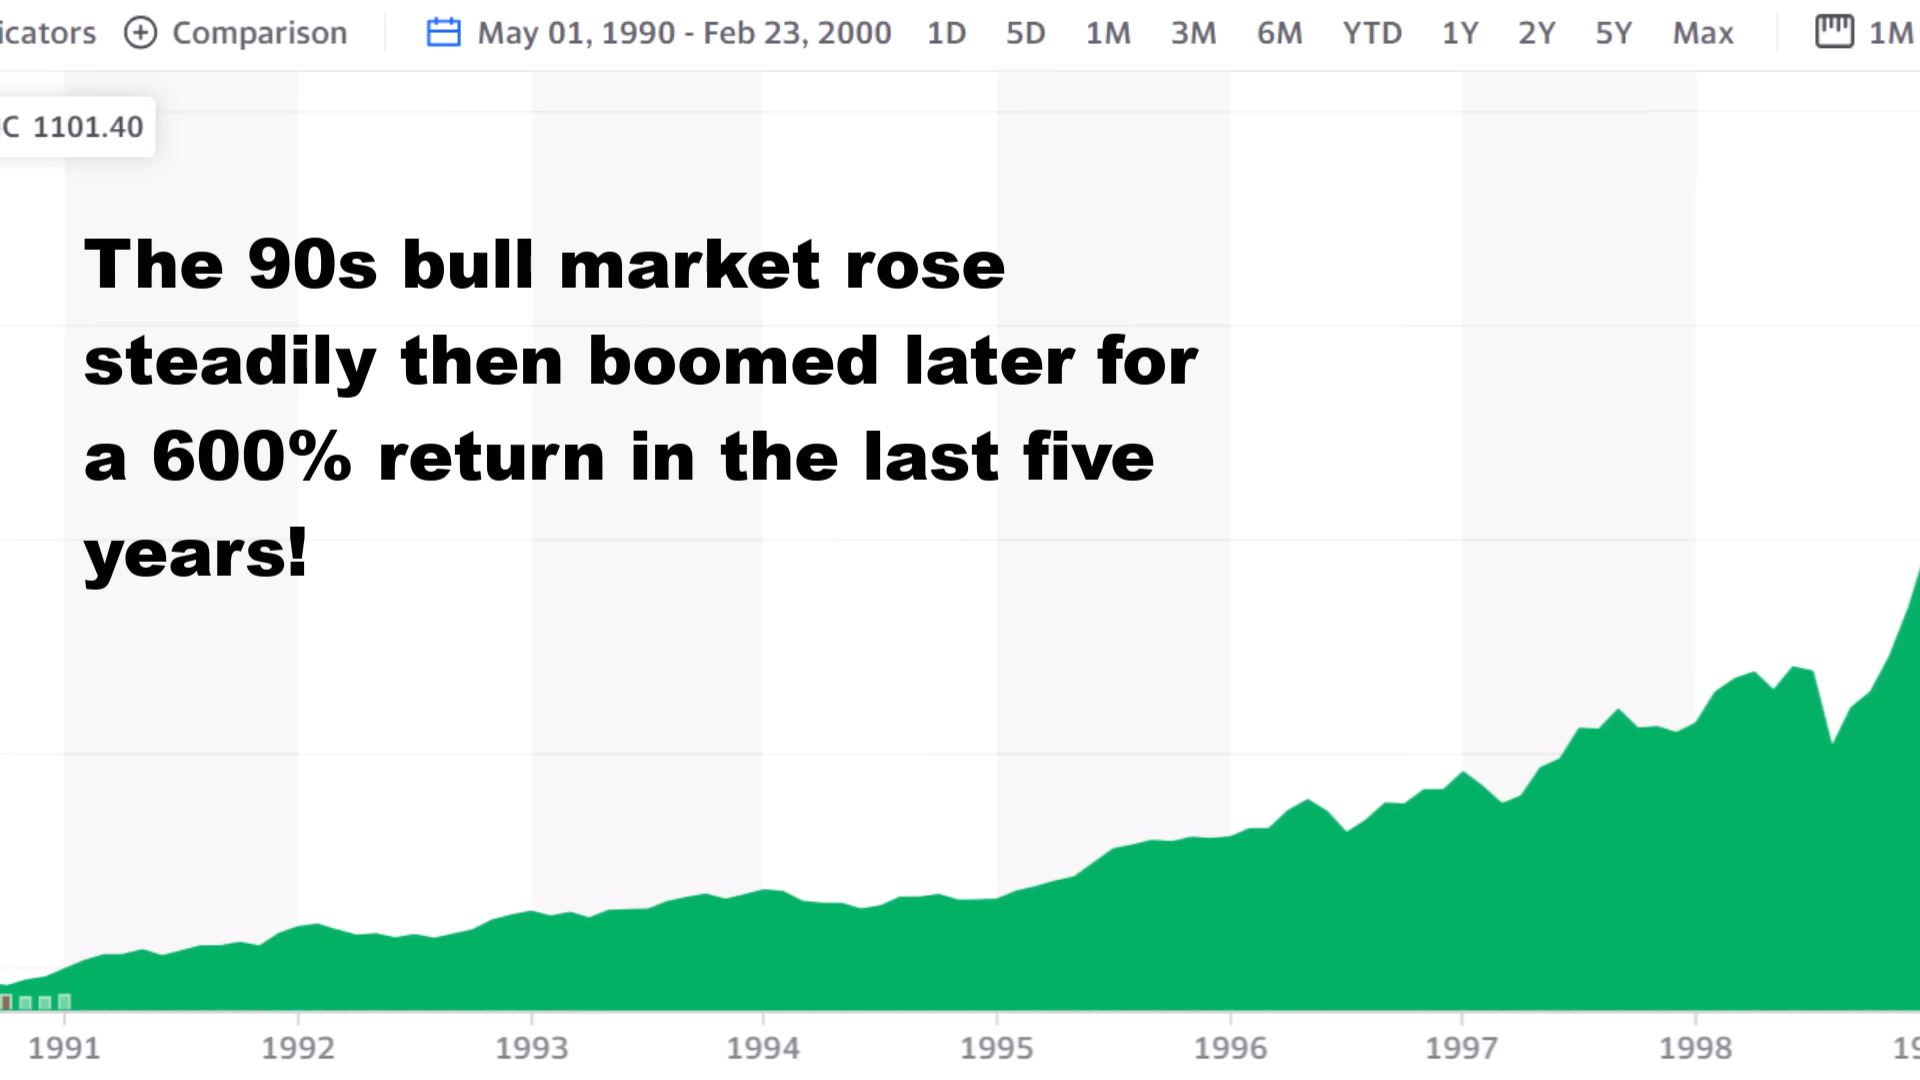 icators Comparison May 01, 1990 - Feb 23, 2000 1D 5D 1M 3M 6M YTD 1Y 2Y 5Y Max 1M
C 1101.40
The 90s bull market rose
steadily then boomed later for
a 600% return in the last five
years!
1991 1992 1993 1994 1995 1996 1997 1998 19